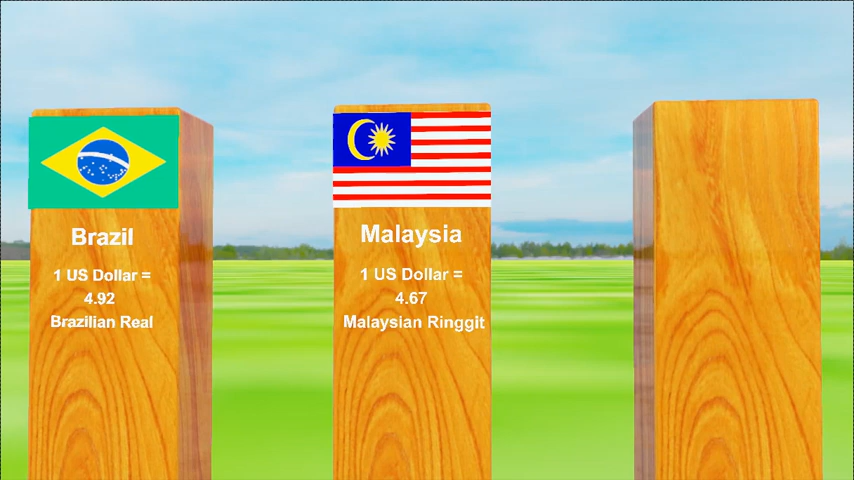 Brazil
1 US Dollar =
4.92
Brazilian Real
Malaysia
1 US Dollar =
4.67
Malaysian Ringgit